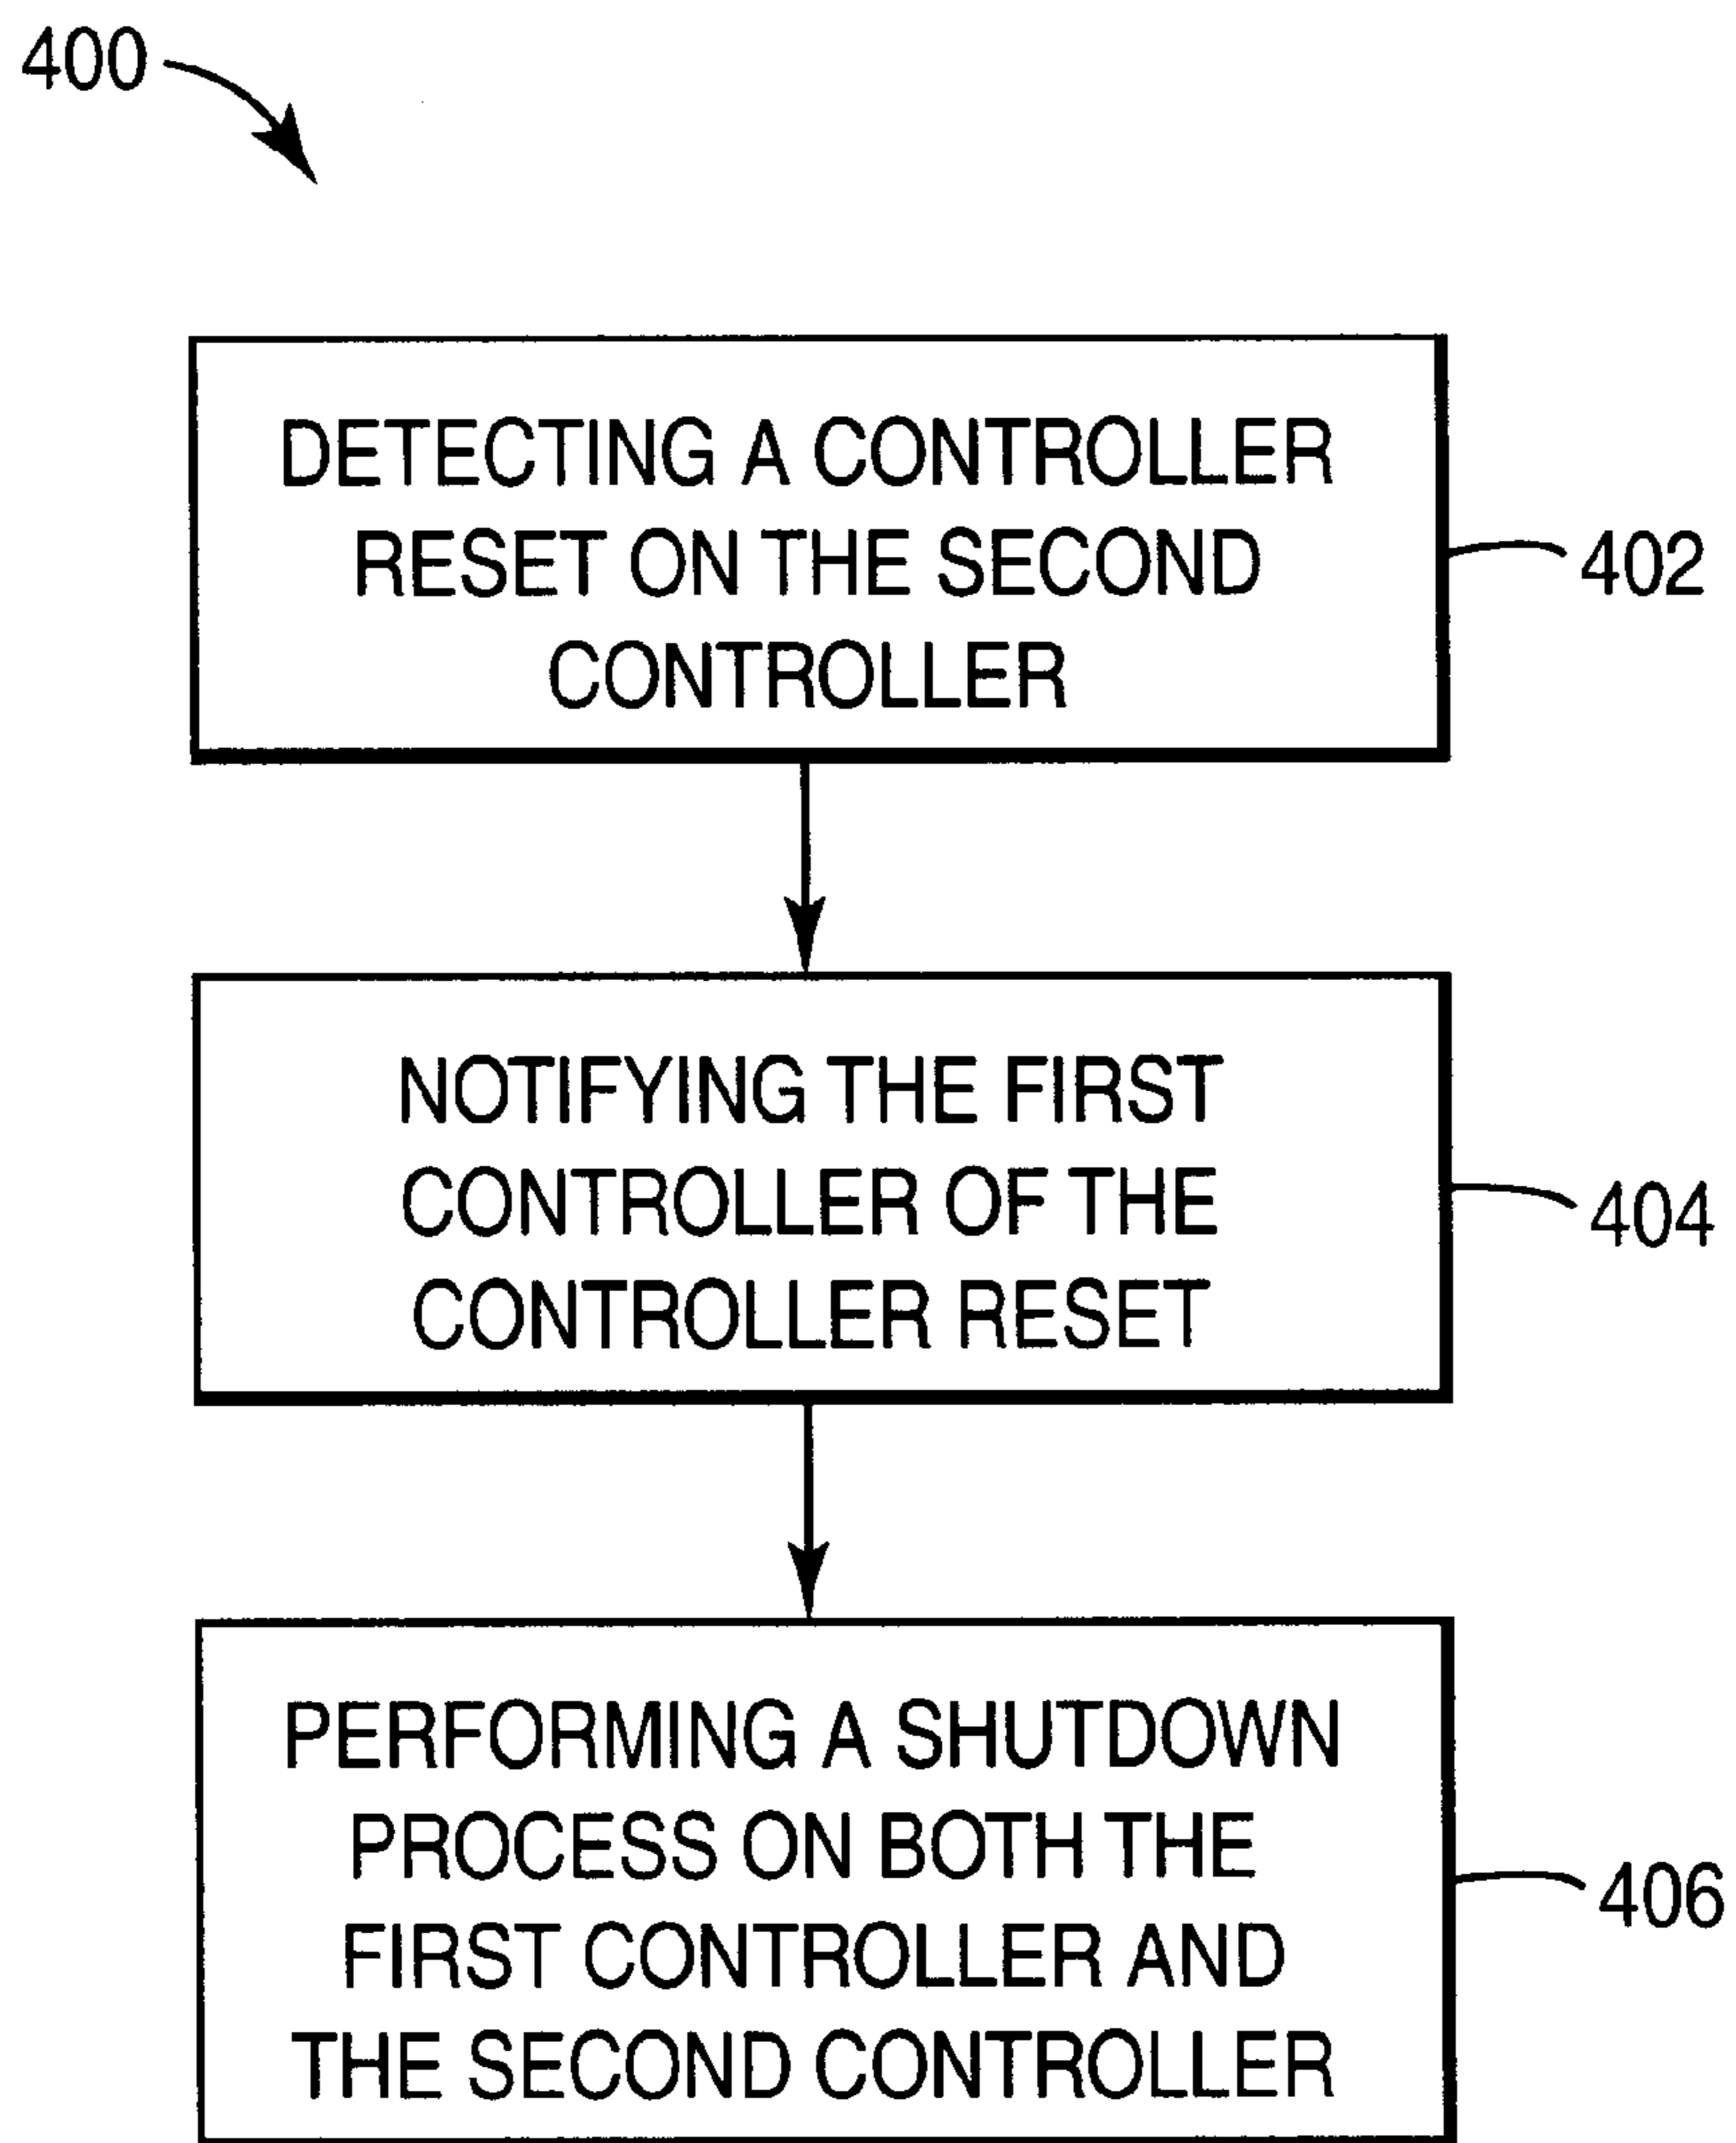 400
DETECTING A CONTROLLER
RESET ON THE SECOND
CONTROLLER
402
NOTIFYING THE FIRST
CONTROLLER OF THE
CONTROLLER RESET
404
PERFORMING A SHUTDOWN
PROCESS ON BOTH THE
FIRST CONTROLLER AND
THE SECOND CONTROLLER
406